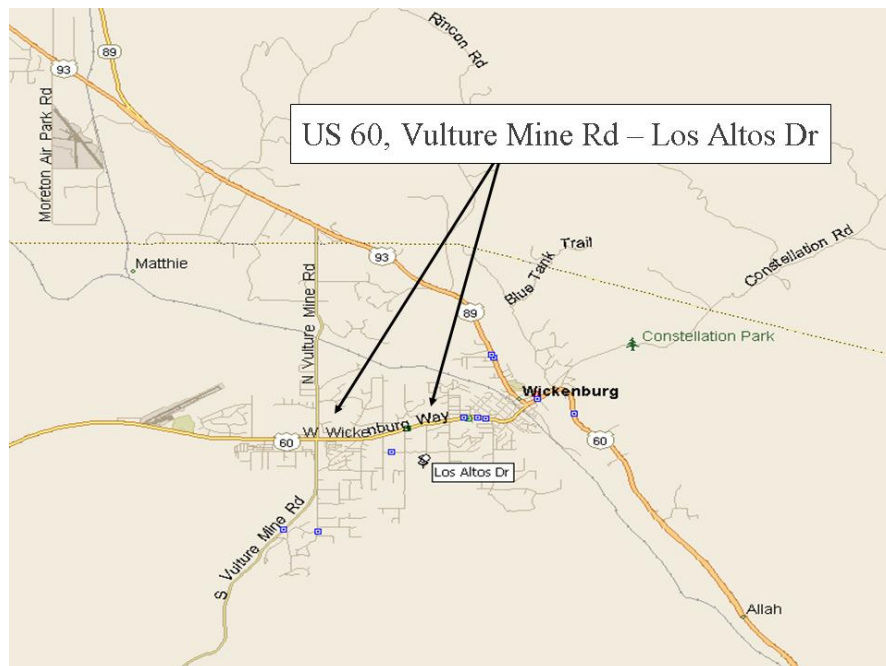 Rincon Rd
89
93
Moreton Air Park Rd
US 60, Vulture Mine Rd – Los Altos Dr
Matthie
N Vulture Mine Rd
93
Blue Tank Trail
Constellation Rd
89
Constellation Park
Wickenburg
W Wickenburg Way
60
60
Los Altos Dr
S Vulture Mine Rd
Allah